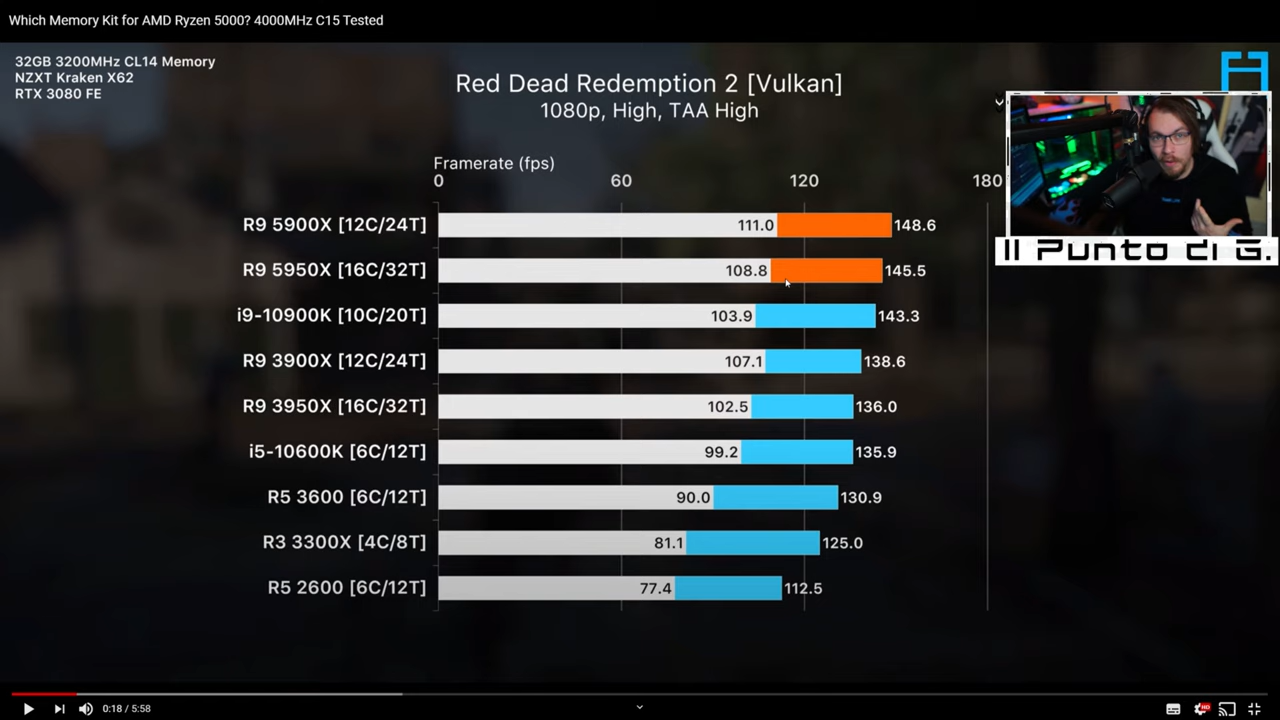 Which Memory Kit for AMD Ryzen 5000? 4000MHz C15 Tested
32GB 3200MHz CL14 Memory
NZXT Kraken X62
RTX 3080 FE
Red Dead Redemption 2 [Vulkan]
1080p, High, TAA High
Framerate (fps)
0 60 120 180
R9 5900X [12C/24T] 111.0 148.6
R9 5950X [16C/32T] 108.8 145.5
i9-10900K [10C/20T] 103.9 143.3
R9 3900X [12C/24T] 107.1 138.6
R9 3950X [16C/32T] 102.5 136.0
i5-10600K [6C/12T] 99.2 135.9
R5 3600 [6C/12T] 90.0 130.9
R3 3300X [4C/8T] 81.1 125.0
R5 2600 [6C/12T] 77.4 112.5
Il Punto di G.
0:18 / 5:58
HD